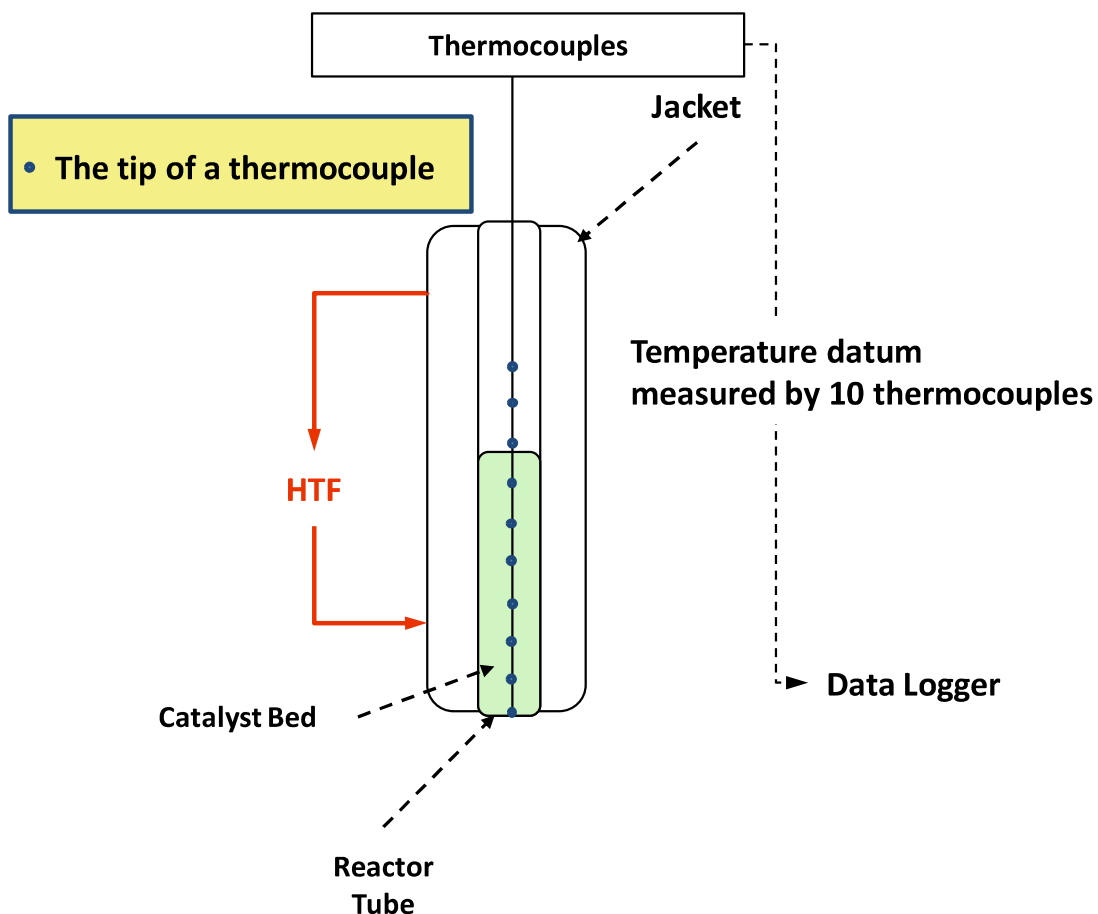 Thermocouples
Jacket
The tip of a thermocouple
Temperature datum
measured by 10 thermocouples
HTF
Data Logger
Catalyst Bed
Reactor
Tube